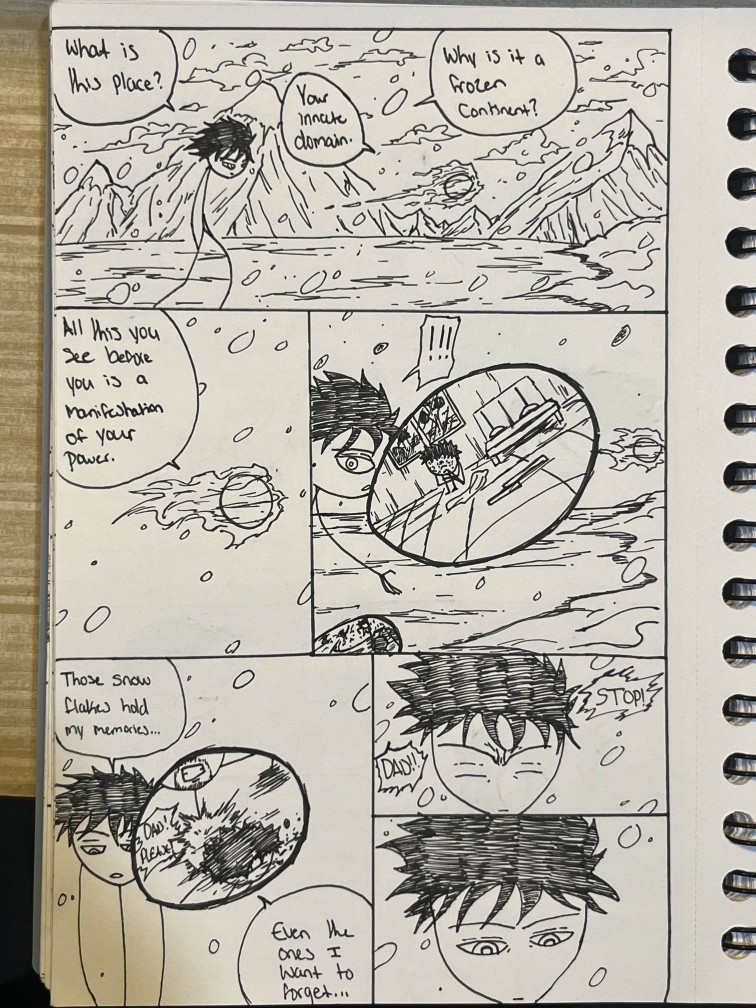 What is
this place?
Your
innate
domain.
Why is it a
frozen
Continent?
All this you
See before
you is a
Manifestation
of your
power.
!!!
Those snow
flakes hold
my memories...
DAD!
PLEASE!
Even the
ones I
want to
forget...
STOP!
DAD!!